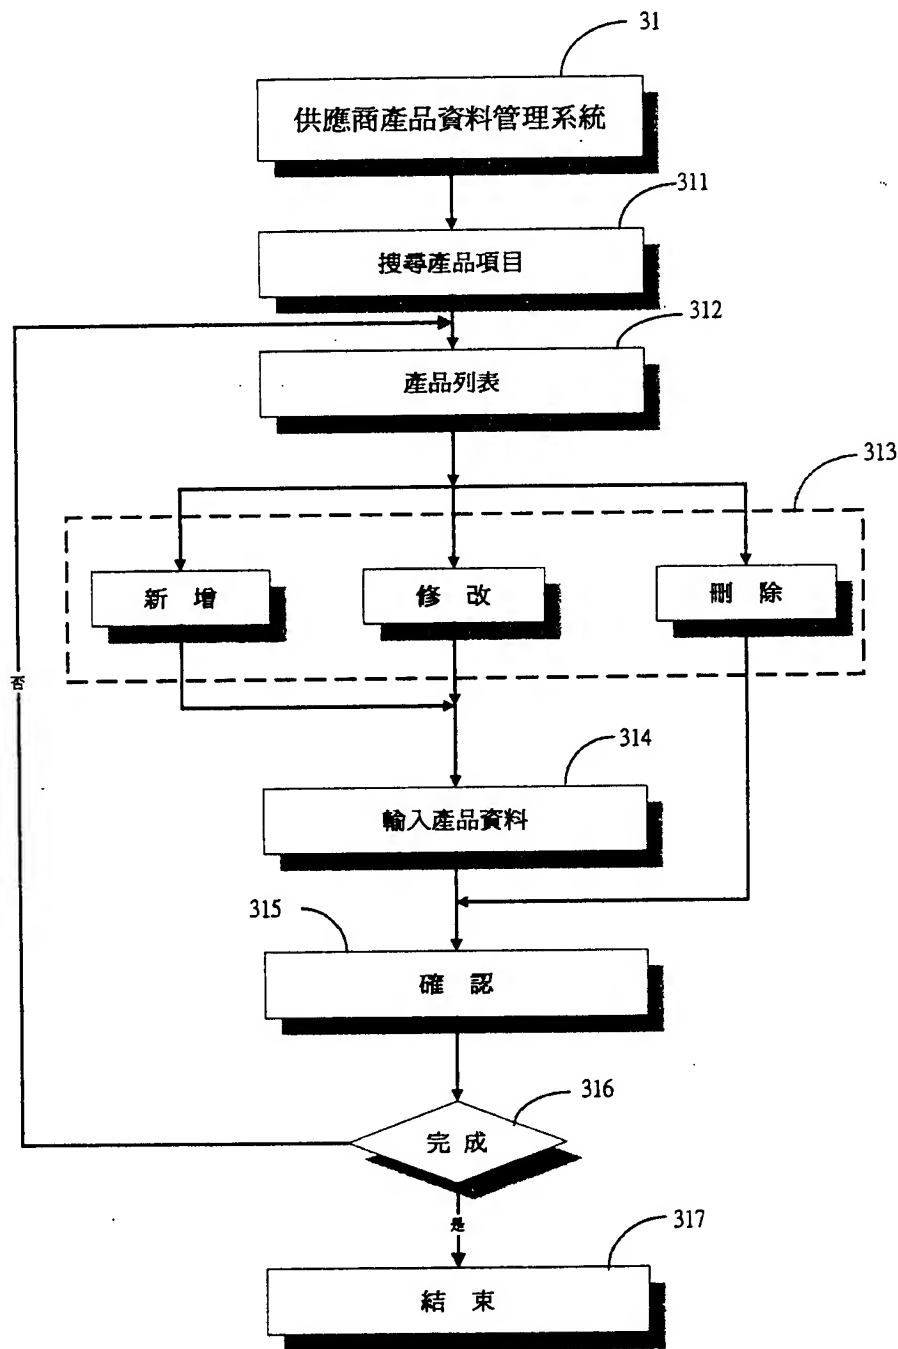 31
供應商產品資料管理系統
311
搜尋產品項目
312
產品列表
313
新 增
修 改
刪 除
否
314
輸入產品資料
315
確 認
316
完 成
是
317
結 束